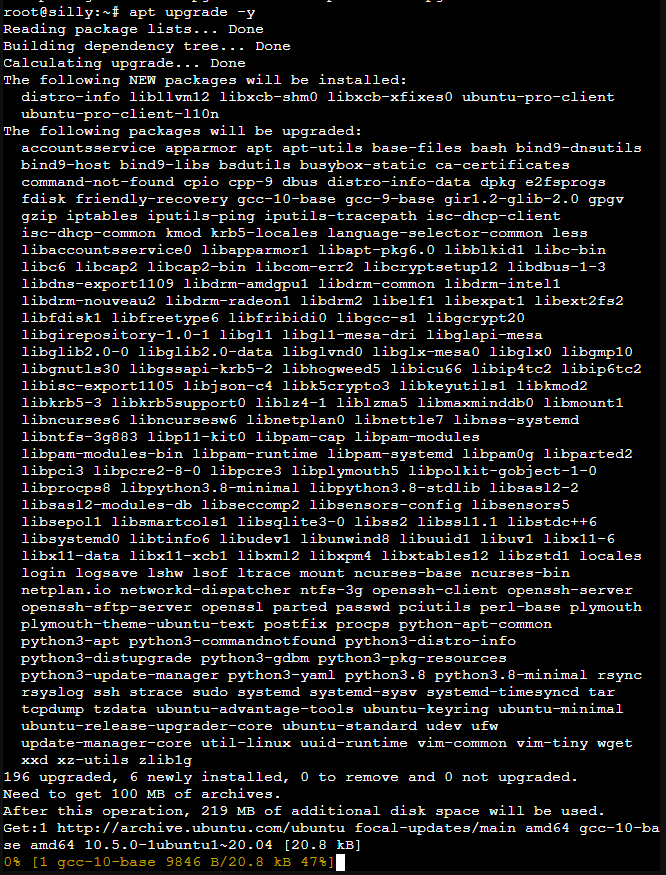 root@silly:~# apt upgrade -y
Reading package lists... Done
Building dependency tree... Done
Calculating upgrade... Done
The following NEW packages will be installed:
  distro-info libllvm12 libxcb-shm0 libxcb-xfixes0 ubuntu-pro-client
  ubuntu-pro-client-l10n
The following packages will be upgraded:
  accountsservice apparmor apt apt-utils base-files bash bind9-dnsutils
  bind9-host bind9-libs bsdutils busybox-static ca-certificates
  command-not-found cpio cpp-9 dbus distro-info-data dpkg e2fsprogs
  fdisk friendly-recovery gcc-10-base gcc-9-base gir1.2-glib-2.0 gpgv
  gzip iptables iputils-ping iputils-tracepath isc-dhcp-client
  isc-dhcp-common kmod krb5-locales language-selector-common less
  libaccountsservice0 libapparmor1 libapt-pkg6.0 libblkid1 libc-bin
  libc6 libcap2 libcap2-bin libcom-err2 libcryptsetup12 libdbus-1-3
  libdns-export1109 libdrm-amdgpu1 libdrm-common libdrm-intel1
  libdrm-nouveau2 libdrm-radeon1 libdrm2 libelf1 libexpat1 libext2fs2
  libfdisk1 libfreetype6 libfribidi0 libgcc-s1 libgcrypt20
  libgirepository-1.0-1 libgl1 libgl1-mesa-dri libglapi-mesa
  libglib2.0-0 libglib2.0-data libglvnd0 libglx-mesa0 libglx0 libgmp10
  libgnutls30 libgssapi-krb5-2 libhogweed5 libicu66 libip4tc2 libip6tc2
  libisc-export1105 libjson-c4 libk5crypto3 libkeyutils1 libkmod2
  libkrb5-3 libkrb5support0 liblz4-1 liblzma5 libmaxminddb0 libmount1
  libncurses6 libncursesw6 libnetplan0 libnettle7 libnss-systemd
  libntfs-3g883 libp11-kit0 libpam-cap libpam-modules
  libpam-modules-bin libpam-runtime libpam-systemd libpam0g libparted2
  libpci3 libpcre2-8-0 libpcre3 libplymouth5 libpolkit-gobject-1-0
  libprocps8 libpython3.8-minimal libpython3.8-stdlib libsasl2-2
  libsasl2-modules-db libseccomp2 libsensors-config libsensors5
  libsepol1 libsmartcols1 libsqlite3-0 libss2 libssl1.1 libstdc++6
  libsystemd0 libtinfo6 libudev1 libunwind8 libuuid1 libuv1 libx11-6
  libx11-data libx11-xcb1 libxml2 libxpm4 libxtables12 libzstd1 locales
  login logsave lshw lsof ltrace mount ncurses-base ncurses-bin
  netplan.io networkd-dispatcher ntfs-3g openssh-client openssh-server
  openssh-sftp-server openssl parted passwd pciutils perl-base plymouth
  plymouth-theme-ubuntu-text postfix procps python-apt-common
  python3-apt python3-commandnotfound python3-distro-info
  python3-distupgrade python3-gdbm python3-pkg-resources
  python3-update-manager python3-yaml python3.8 python3.8-minimal rsync
  rsyslog ssh strace sudo systemd systemd-sysv systemd-timesyncd tar
  tcpdump tzdata ubuntu-advantage-tools ubuntu-keyring ubuntu-minimal
  ubuntu-release-upgrader-core ubuntu-standard udev ufw
  update-manager-core util-linux uuid-runtime vim-common vim-tiny wget
  xxd xz-utils zlib1g
196 upgraded, 6 newly installed, 0 to remove and 0 not upgraded.
Need to get 100 MB of archives.
After this operation, 219 MB of additional disk space will be used.
Get:1 http://archive.ubuntu.com/ubuntu focal-updates/main amd64 gcc-10-ba
se amd64 10.5.0-1ubuntu1~20.04 [20.8 kB]
0% [1 gcc-10-base 9846 B/20.8 kB 47%]